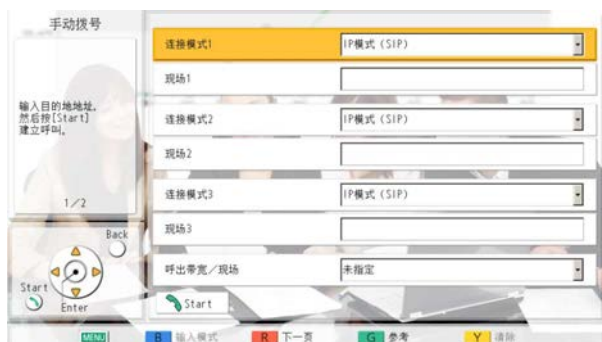 手动拨号
输入目的地地址,
然后按[Start]
建立呼叫。
1/2
Back
Start
Enter
连接模式1 IP模式 (SIP)
现场1
连接模式2 IP模式 (SIP)
现场2
连接模式3 IP模式 (SIP)
现场3
呼出带宽/现场 未指定
Start
MENU B 输入模式 R 下一页 G 参考 Y 清除